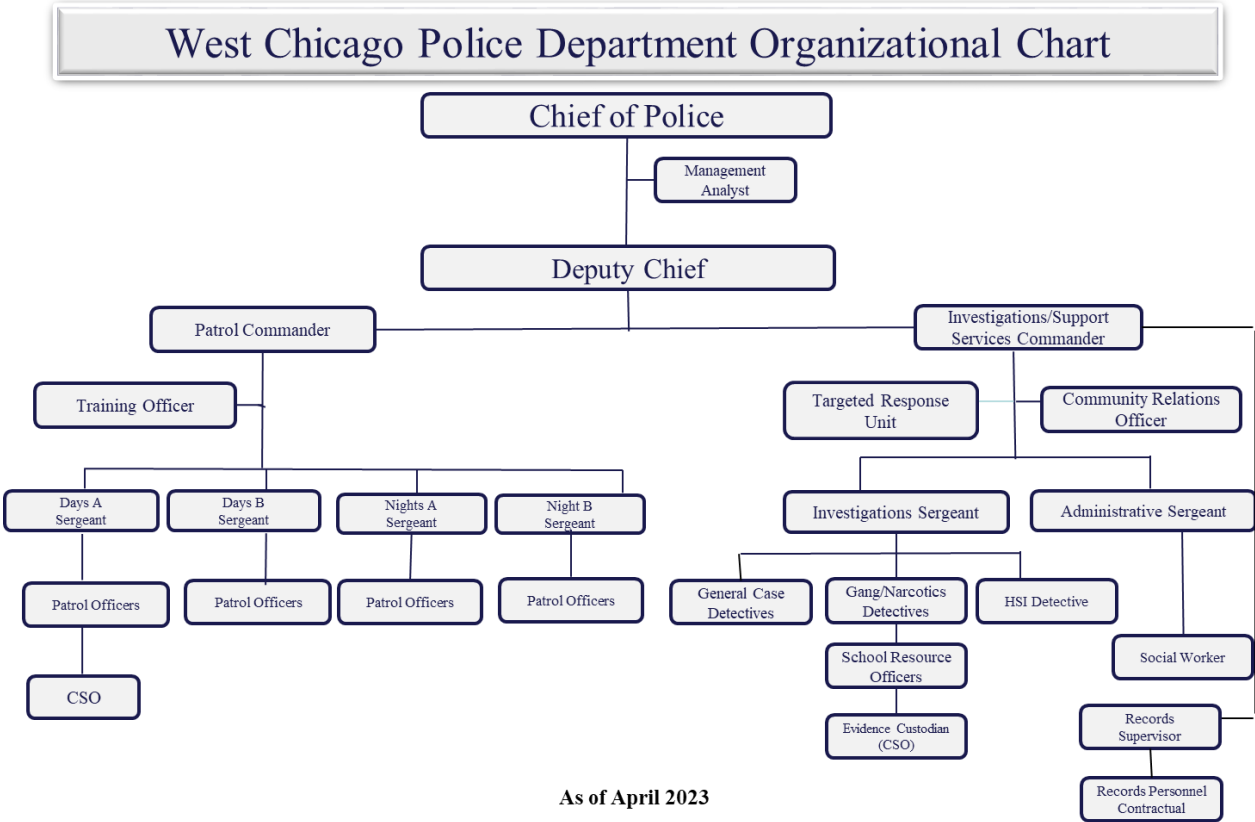 West Chicago Police Department Organizational Chart
Chief of Police
Management
Analyst
Deputy Chief
Patrol Commander
Investigations/Support
Services Commander
Training Officer
Targeted Response
Unit
Community Relations
Officer
Days A
Sergeant
Days B
Sergeant
Nights A
Sergeant
Night B
Sergeant
Investigations Sergeant
Administrative Sergeant
Patrol Officers
Patrol Officers
Patrol Officers
Patrol Officers
General Case
Detectives
Gang/Narcotics
Detectives
HSI Detective
CSO
School Resource
Officers
Social Worker
Evidence Custodian
(CSO)
Records
Supervisor
Records Personnel
Contractual
As of April 2023